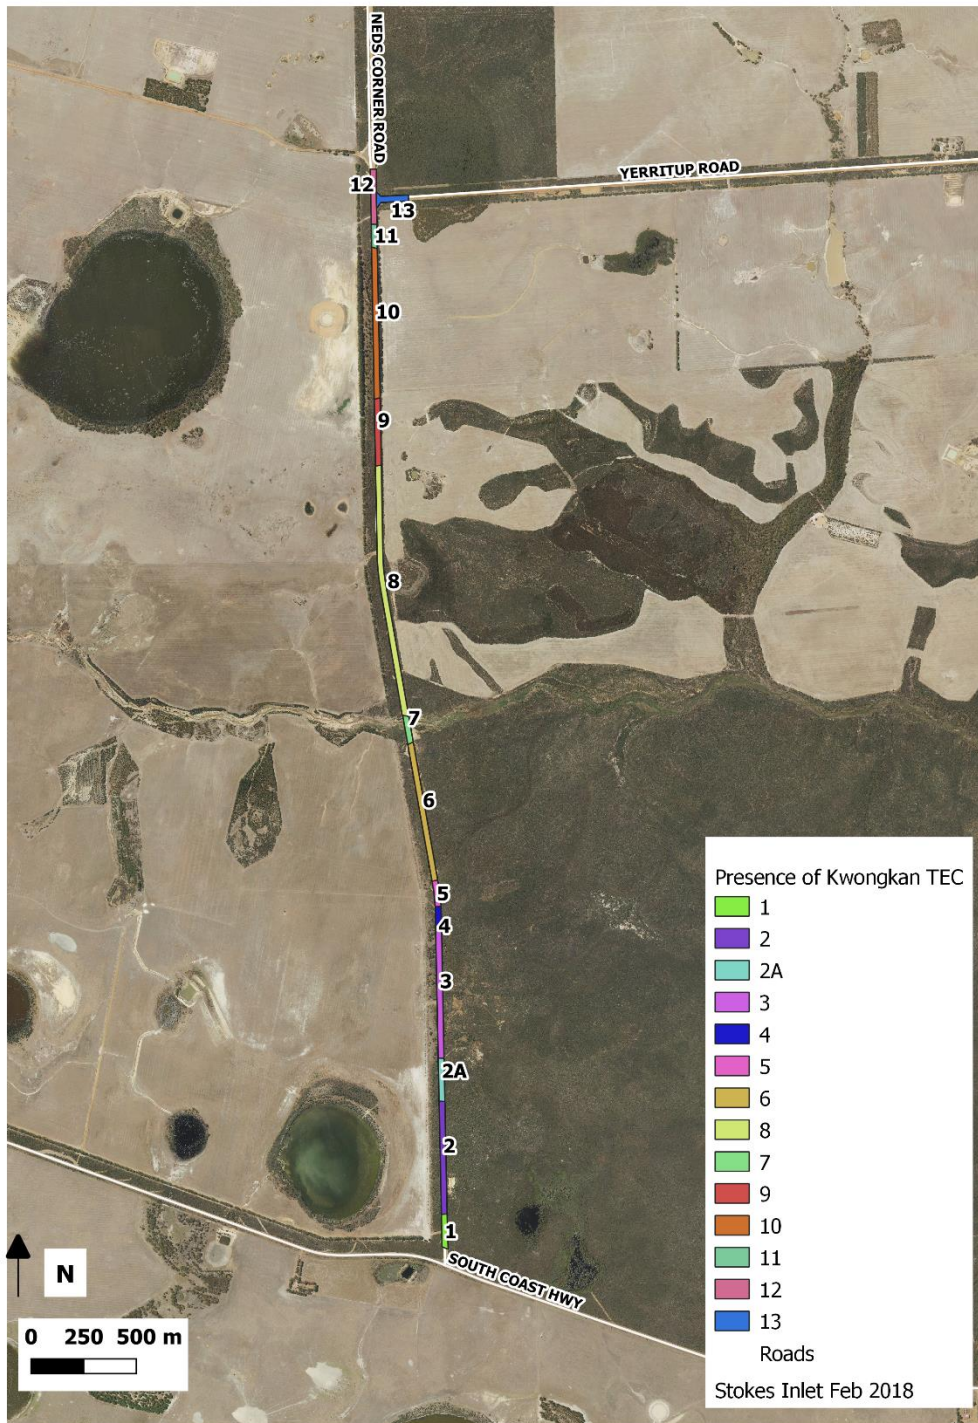 NEDS CORNER ROAD
YERRITUP ROAD
12
13
11
10
9
8
7
6
5
4
3
2A
2
1
SOUTH COAST HWY
N
0 250 500 m
Presence of Kwongkan TEC
1
2
2A
3
4
5
6
8
7
9
10
11
12
13
Roads
Stokes Inlet Feb 2018